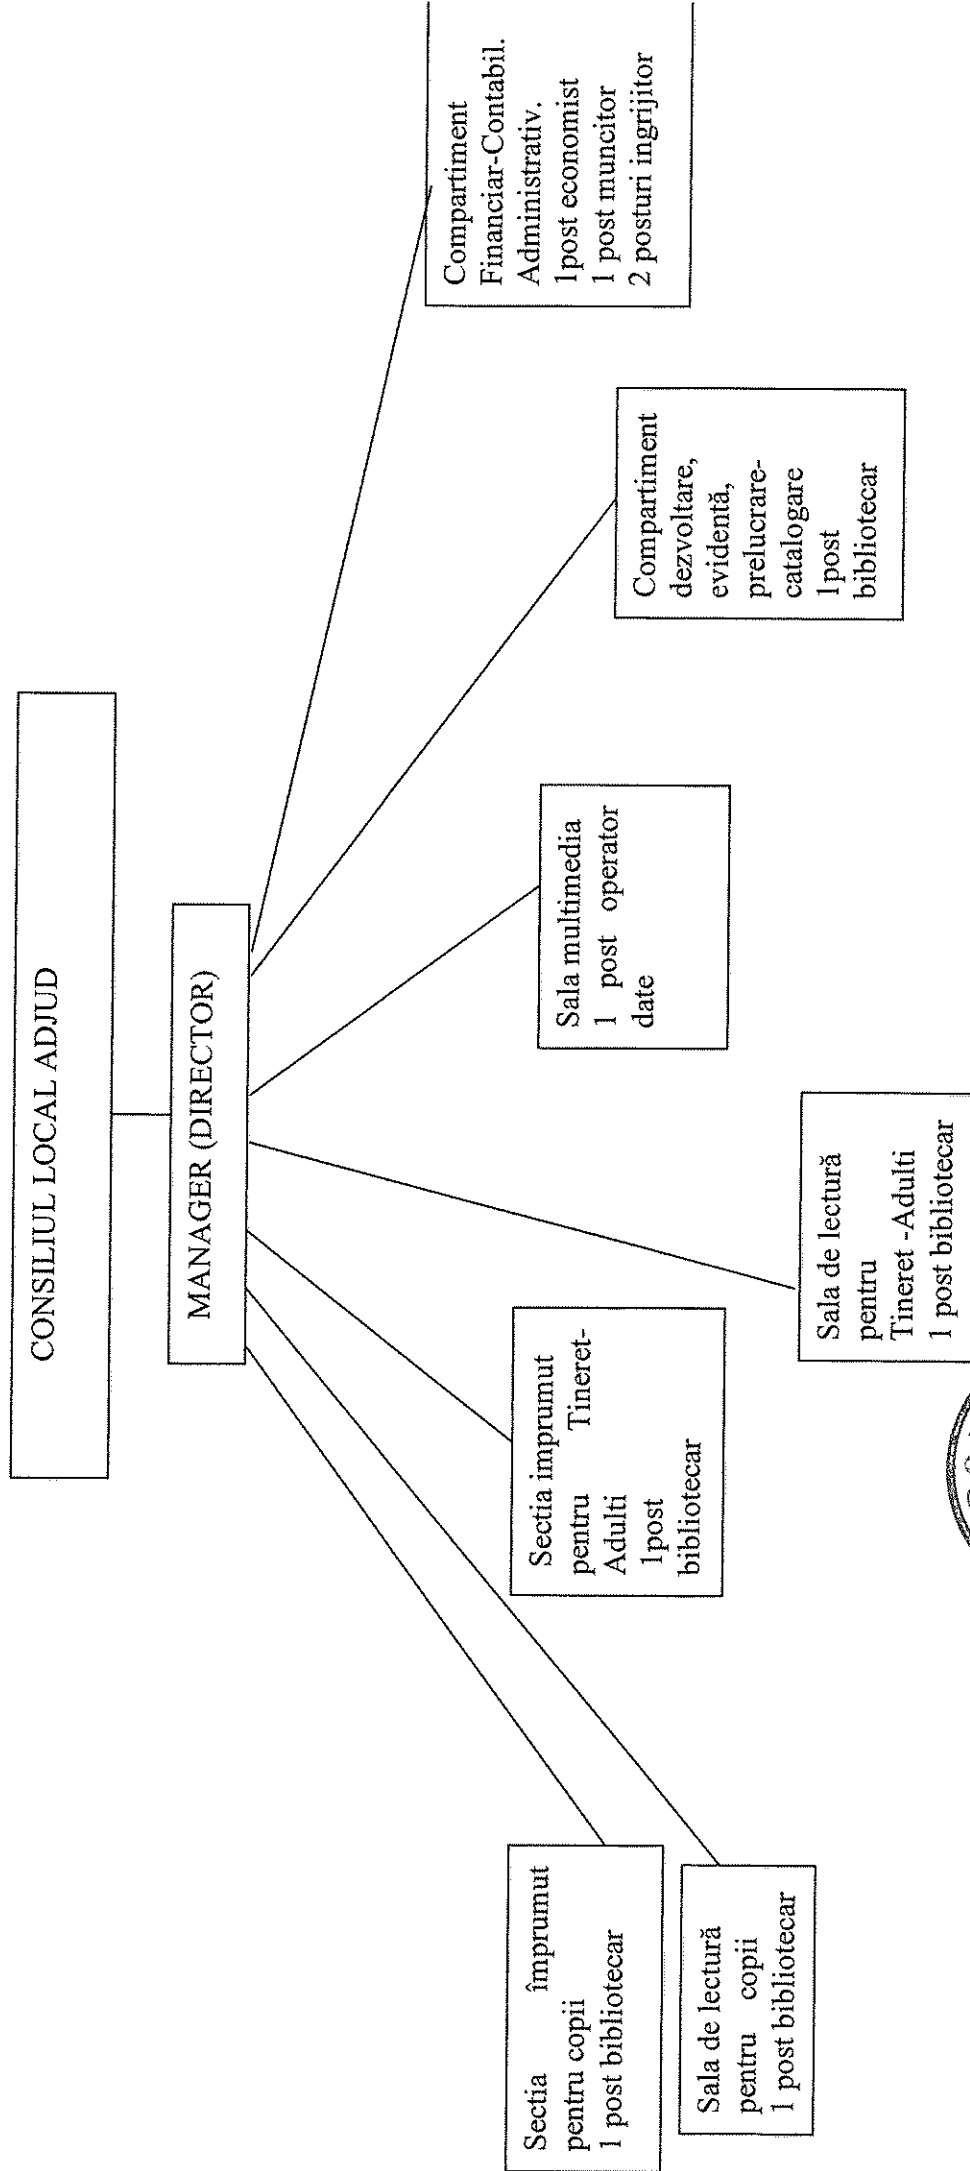 CONSILIUL LOCAL ADJUD
MANAGER (DIRECTOR)
Sectia împrumut
pentru copii
1 post bibliotecar
Sala de lectură
pentru copii
1 post bibliotecar
Sectia imprumut
pentru Tineret-
Adulti
1post
bibliotecar
Sala de lectură
pentru
Tineret -Adulti
1 post bibliotecar
Sala multimedia
1 post operator
date
Compartiment
dezvoltare,
evidentă,
prelucrare-
catalogare
1post
bibliotecar
Compartiment
Financiar-Contabil.
Administrativ.
1post economist
1 post muncitor
2 posturi ingrijitor